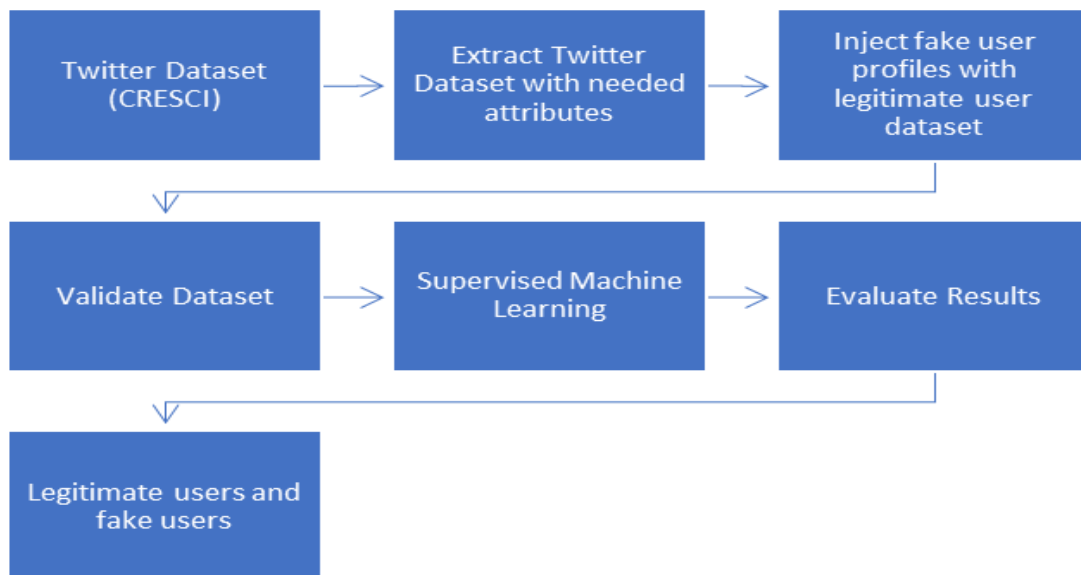 Twitter Dataset
(CRESCI)
Extract Twitter
Dataset with needed
attributes
Inject fake user
profiles with
legitimate user
dataset
Validate Dataset
Supervised Machine
Learning
Evaluate Results
Legitimate users and
fake users